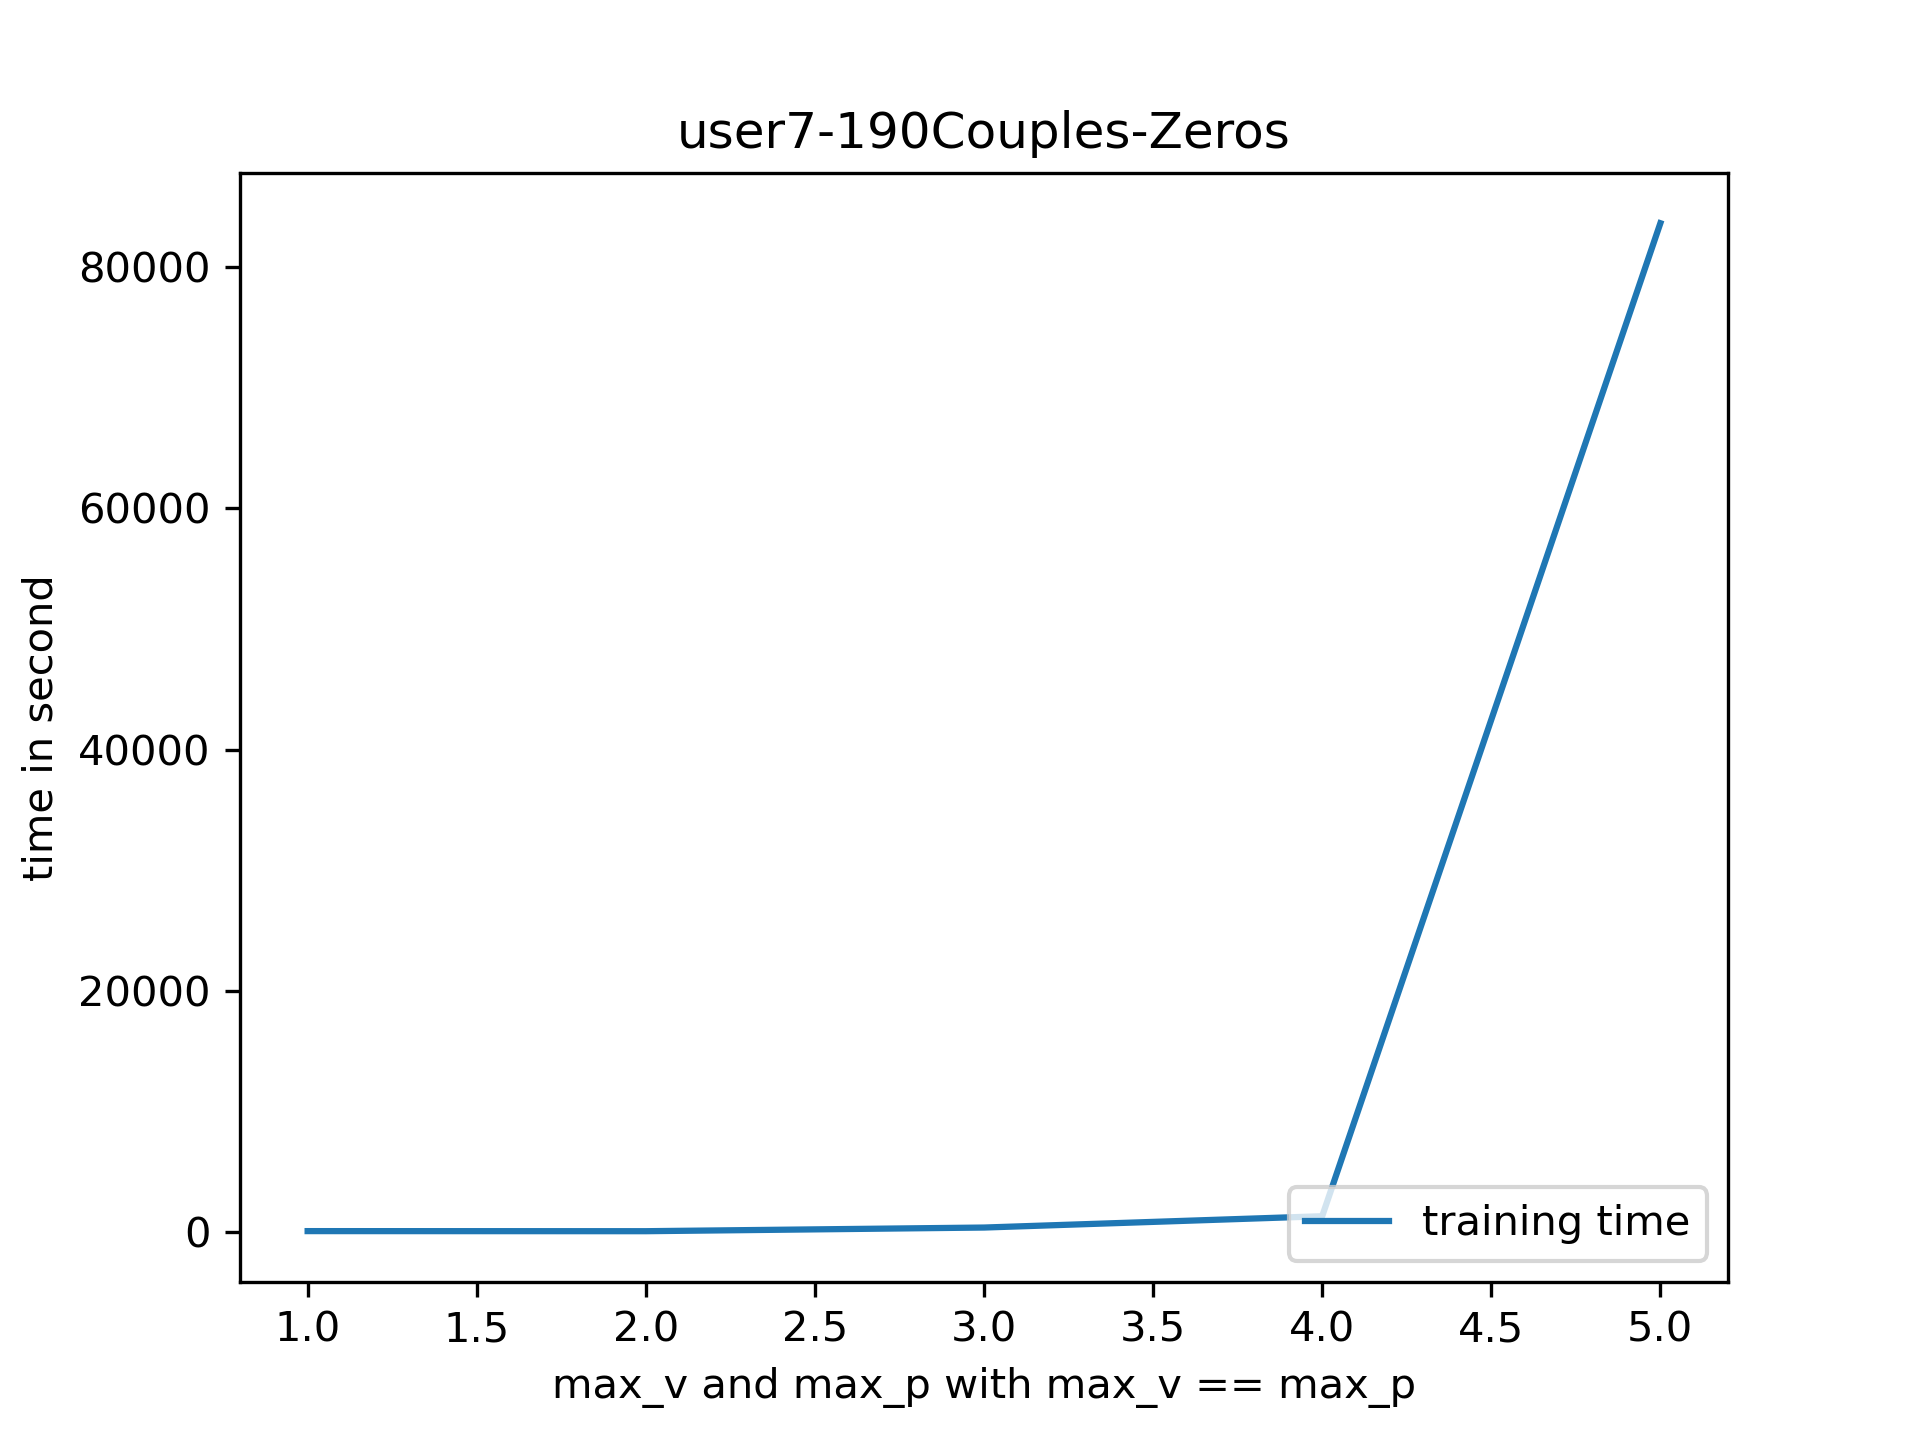 user7-190Couples-Zeros
80000
60000
40000
20000
0
time in second
training time
1.0 1.5 2.0 2.5 3.0 3.5 4.0 4.5 5.0
max_v and max_p with max_v == max_p